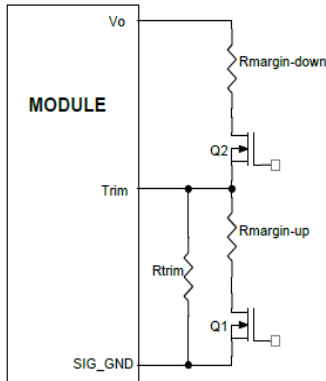 Vo
Rmargin-down
MODULE
Q2
Trim
Rmargin-up
Rtrim
Q1
SIG_GND